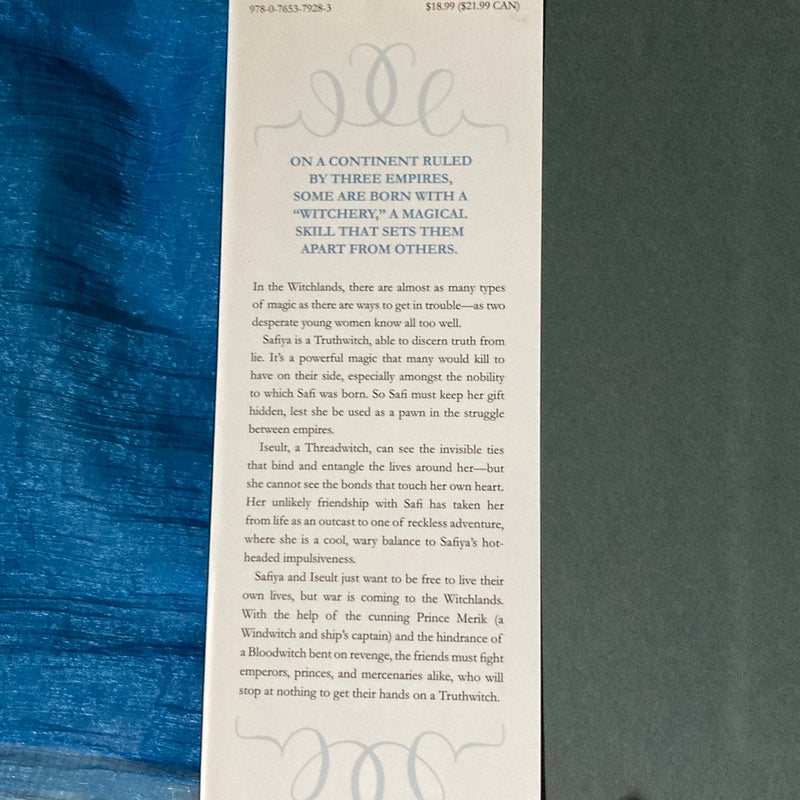 978-0-7653-7928-3 $18.99 ($21.99 CAN)
ON A CONTINENT RULED
BY THREE EMPIRES,
SOME ARE BORN WITH A
“WITCHERY,” A MAGICAL
SKILL THAT SETS THEM
APART FROM OTHERS.
In the Witchlands, there are almost as many types
of magic as there are ways to get in trouble—as two
desperate young women know all too well.
Safiya is a Truthwitch, able to discern truth from
lie. It’s a powerful magic that many would kill to
have on their side, especially amongst the nobility
to which Safi was born. So Safi must keep her gift
hidden, lest she be used as a pawn in the struggle
between empires.
Iseult, a Threadwitch, can see the invisible ties
that bind and entangle the lives around her—but
she cannot see the bonds that touch her own heart.
Her unlikely friendship with Safi has taken her
from life as an outcast to one of reckless adventure,
where she is a cool, wary balance to Safiya’s hot-
headed impulsiveness.
Safiya and Iseult just want to be free to live their
own lives, but war is coming to the Witchlands.
With the help of the cunning Prince Merik (a
Windwitch and ship’s captain) and the hindrance of
a Bloodwitch bent on revenge, the friends must fight
emperors, princes, and mercenaries alike, who will
stop at nothing to get their hands on a Truthwitch.